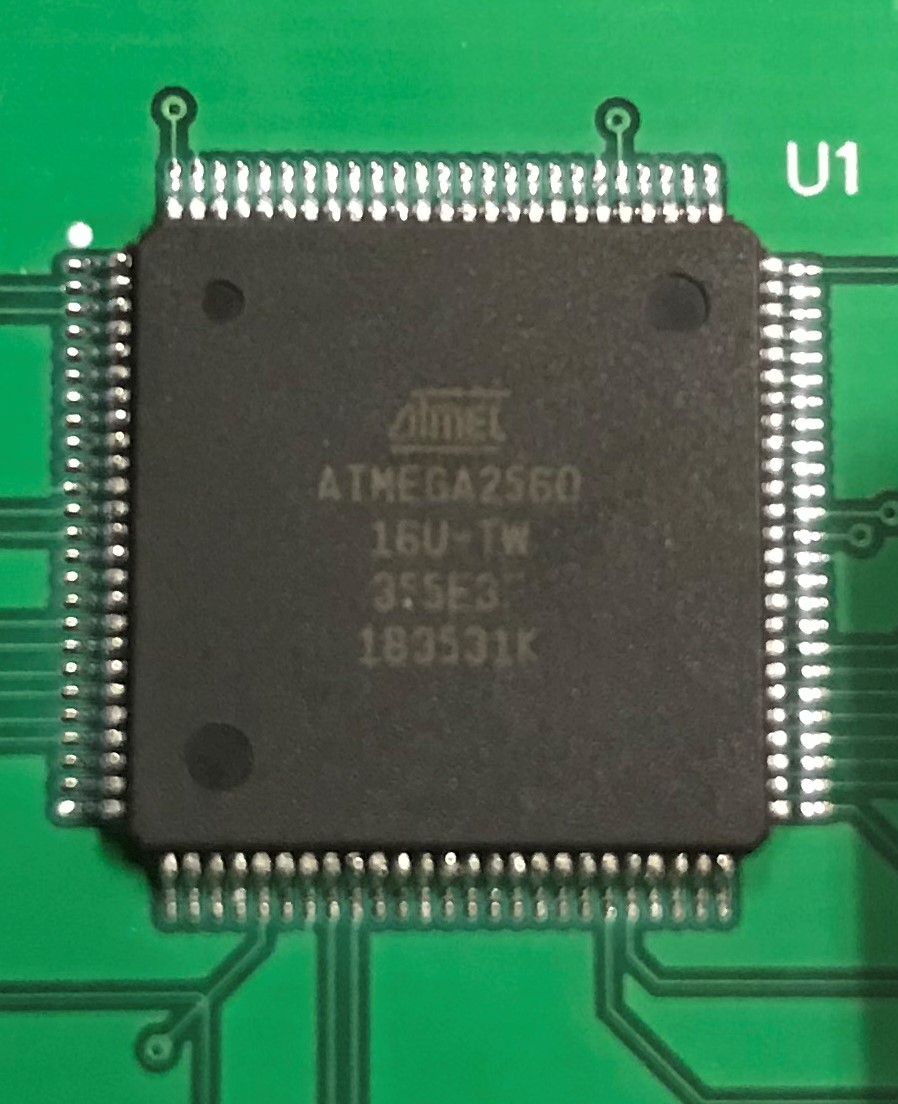 U1
ATMEL
ATMEGA2560
16U-TW
183531K